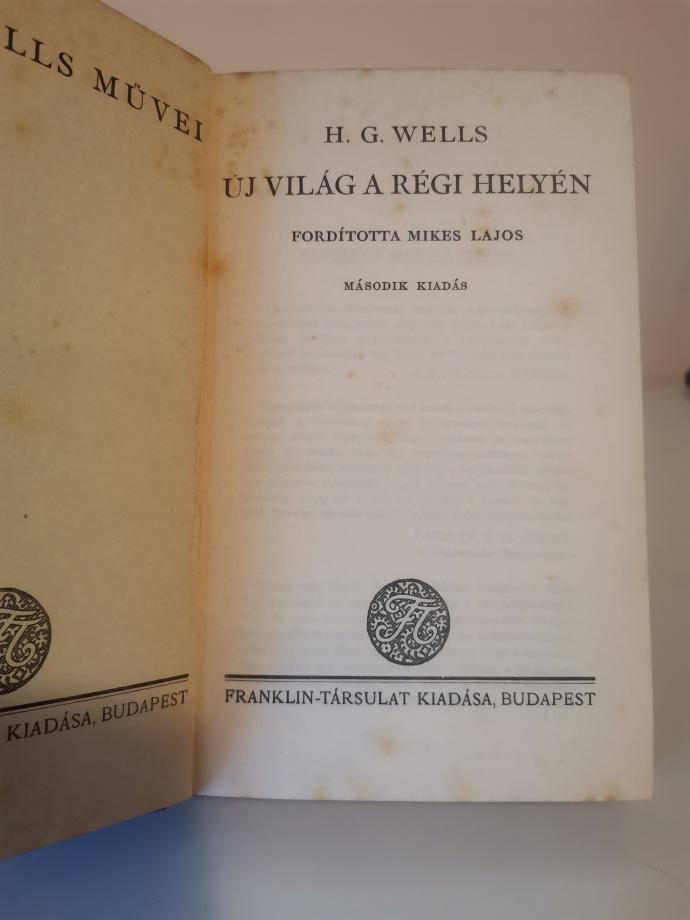 LLS MŰVEI
KIADÁSA, BUDAPEST
H. G. WELLS
ÚJ VILÁG A RÉGI HELYÉN
FORDÍTOTTA MIKES LAJOS
MÁSODIK KIADÁS
FRANKLIN-TÁRSULAT KIADÁSA, BUDAPEST